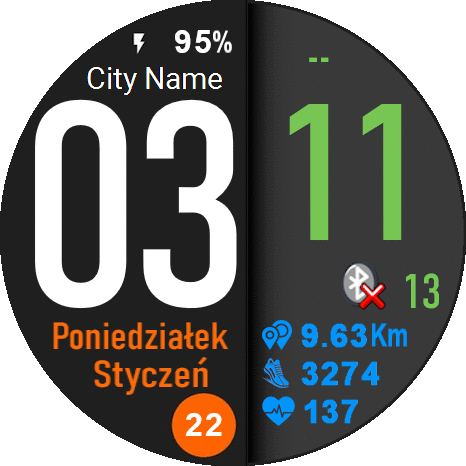 95%
City Name
03
Poniedziałek
Styczeń
22
--
11
13
9.63Km
3274
137